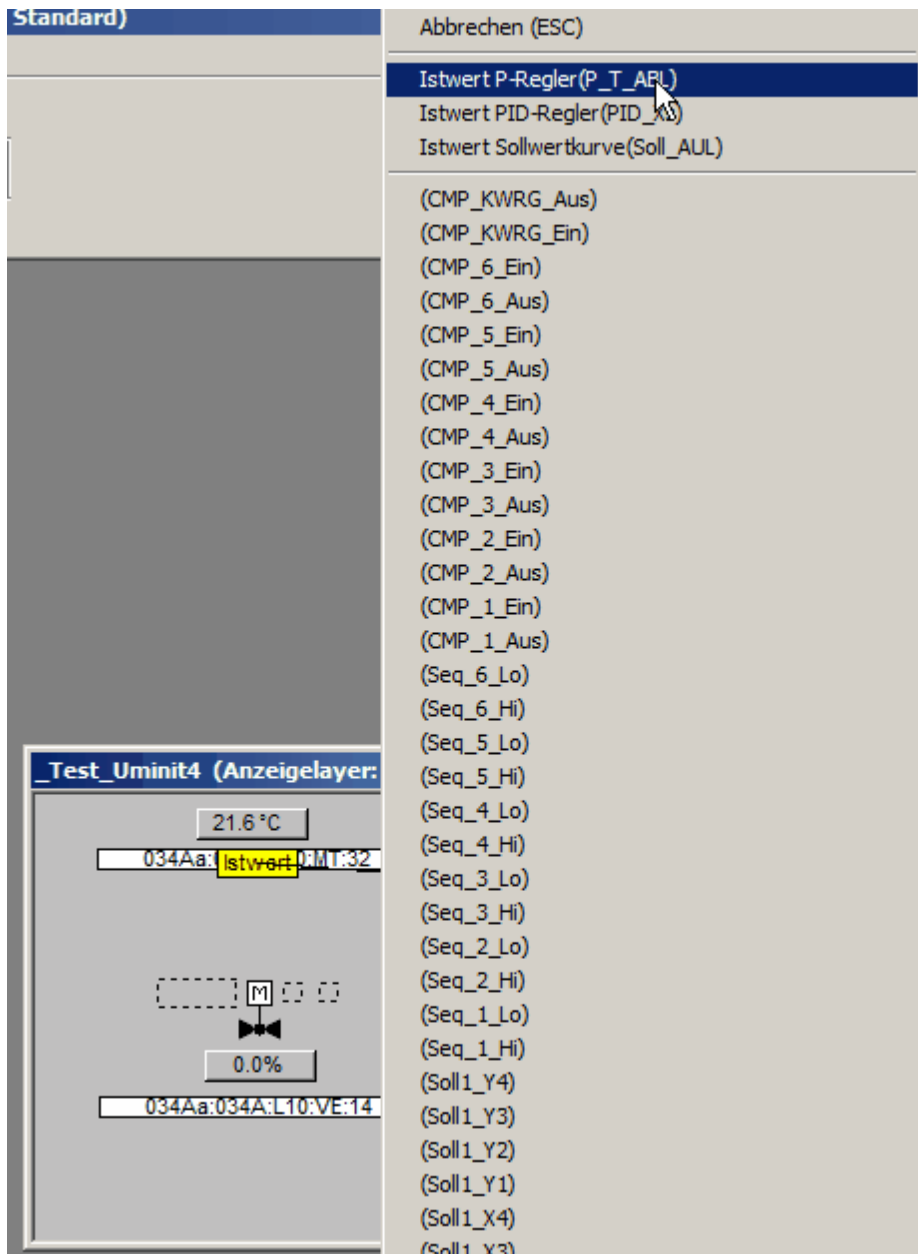 Standard)
Abbrechen (ESC)
Istwert P-Regler(P_T_ABL)
Istwert PID-Regler(PID_X
Istwert Sollwertkurve(Soll_AUL)
(CMP_KWRG_Aus)
(CMP_KWRG_Ein)
(CMP_6_Ein)
(CMP_6_Aus)
(CMP_5_Ein)
(CMP_5_Aus)
(CMP_4_Ein)
(CMP_4_Aus)
(CMP_3_Ein)
(CMP_3_Aus)
(CMP_2_Ein)
(CMP_2_Aus)
(CMP_1_Ein)
(CMP_1_Aus)
(Seq_6_Lo)
(Seq_6_Hi)
(Seq_5_Lo)
(Seq_5_Hi)
(Seq_4_Lo)
(Seq_4_Hi)
(Seq_3_Lo)
(Seq_3_Hi)
(Seq_2_Lo)
(Seq_2_Hi)
(Seq_1_Lo)
(Seq_1_Hi)
(Soll1_Y4)
(Soll1_Y3)
(Soll1_Y2)
(Soll1_Y1)
(Soll1_X4)
(Soll1_X3)
_Test_Uminit4 (Anzeigelayer:
21.6 °C
034Aa:
Istwert
0:MT:32
M
0.0%
034Aa:034A:L10:VE:14